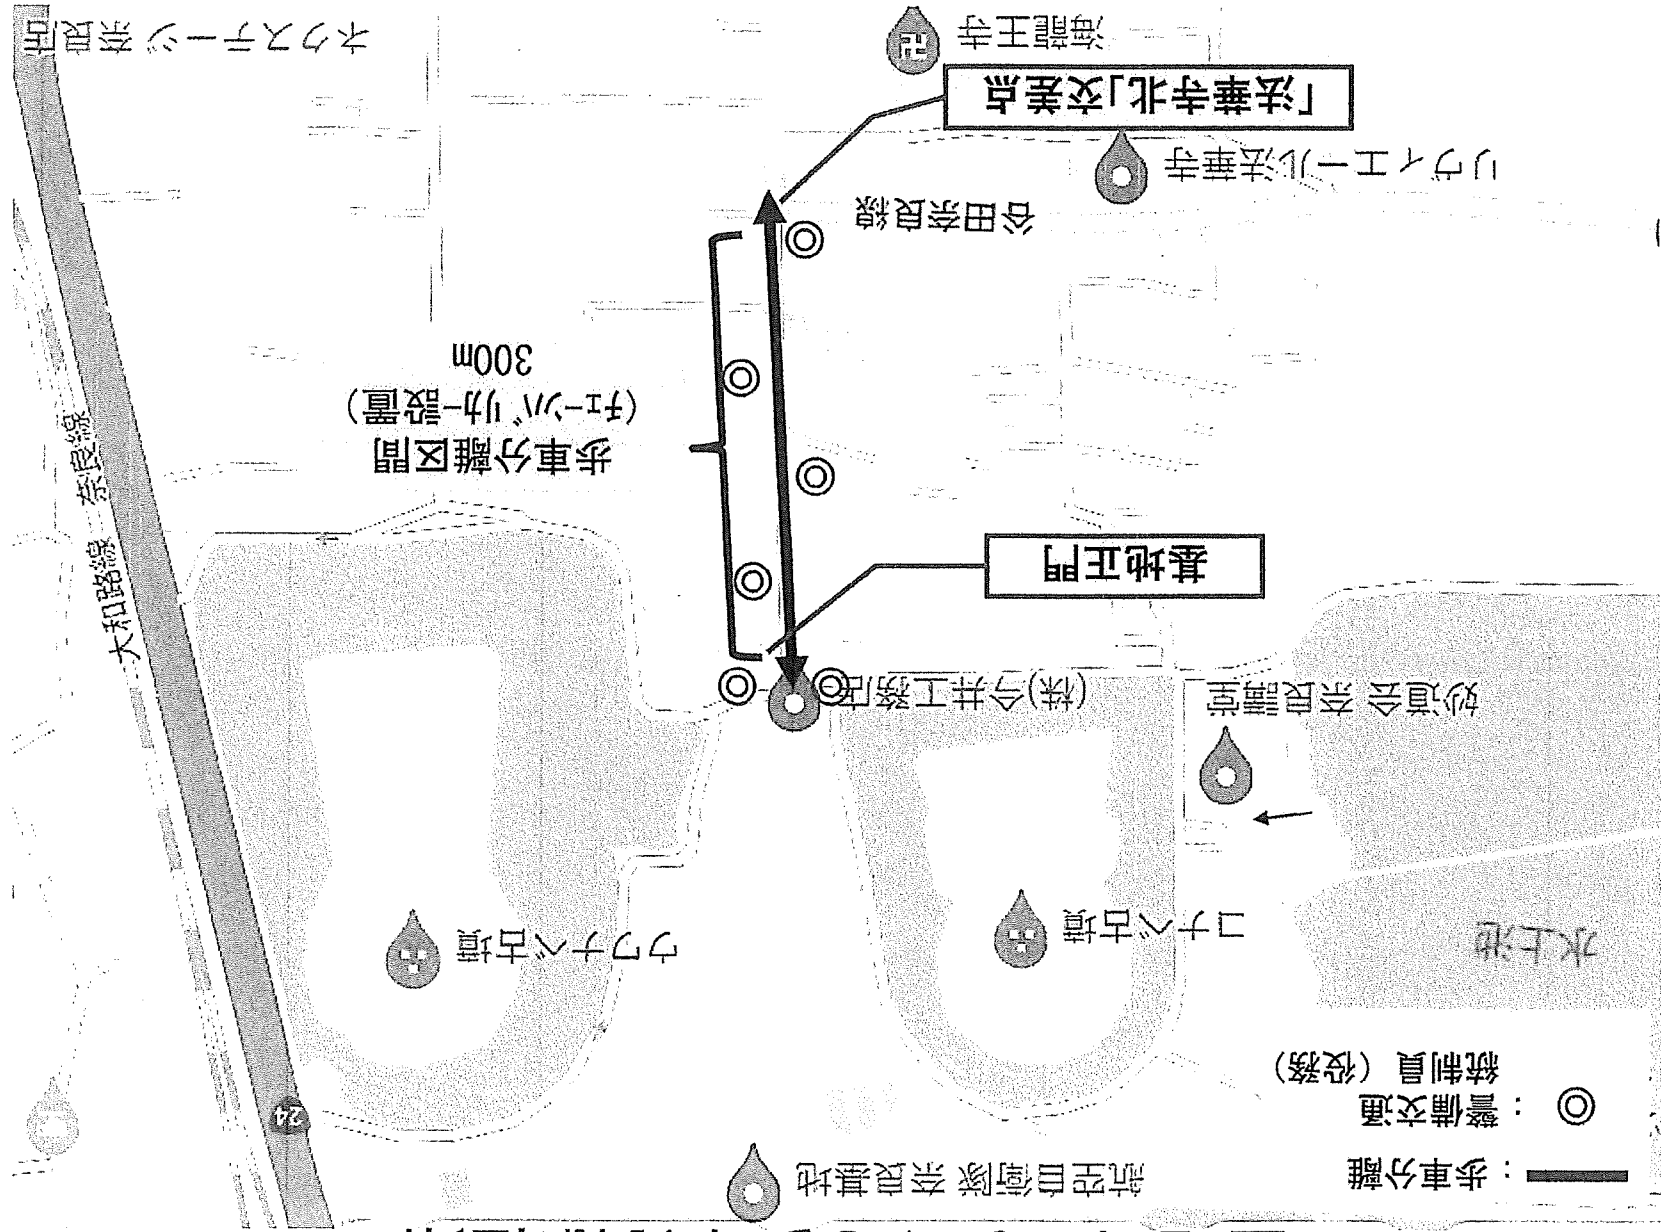 ：歩車分離
航空自衛隊 奈良基地
◎：警備交通
統制員（役務）
24
水上池
コナベ古墳
ウワナベ古墳
妙道会 奈良講堂
(株)今井工務店
基地正門
大和路線
奈良線
歩車分離区間
(ﾁｪｰﾝﾊﾞﾘｶｰ設置)
300m
谷田奈良線
リヴィエール法華寺
「法華寺北」交差点
海龍王寺
卍
ネクステージ 奈良店